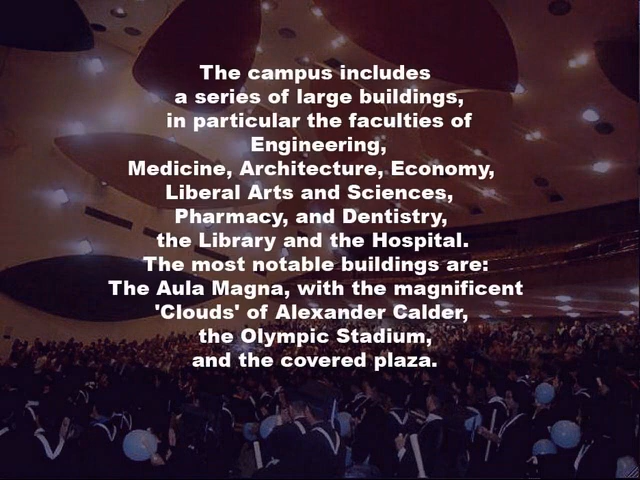 The campus includes
a series of large buildings,
in particular the faculties of
Engineering,
Medicine, Architecture, Economy,
Liberal Arts and Sciences,
Pharmacy, and Dentistry,
the Library and the Hospital.
The most notable buildings are:
The Aula Magna, with the magnificent
'Clouds' of Alexander Calder,
the Olympic Stadium,
and the covered plaza.